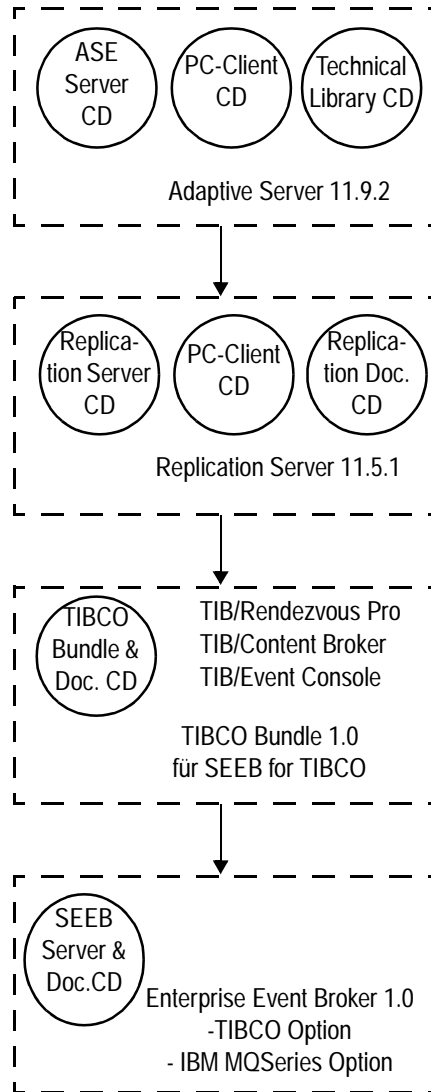 ASE
Server
CD
PC-Client
CD
Technical
Library CD
Adaptive Server 11.9.2
Replica-
tion Server
CD
PC-Client
CD
Replica-
tion Doc.
CD
Replication Server 11.5.1
TIBCO
Bundle &
Doc. CD
TIB/Rendezvous Pro
TIB/Content Broker
TIB/Event Console
TIBCO Bundle 1.0
für SEEB for TIBCO
SEEB
Server &
Doc.CD
Enterprise Event Broker 1.0
-TIBCO Option
- IBM MQSeries Option